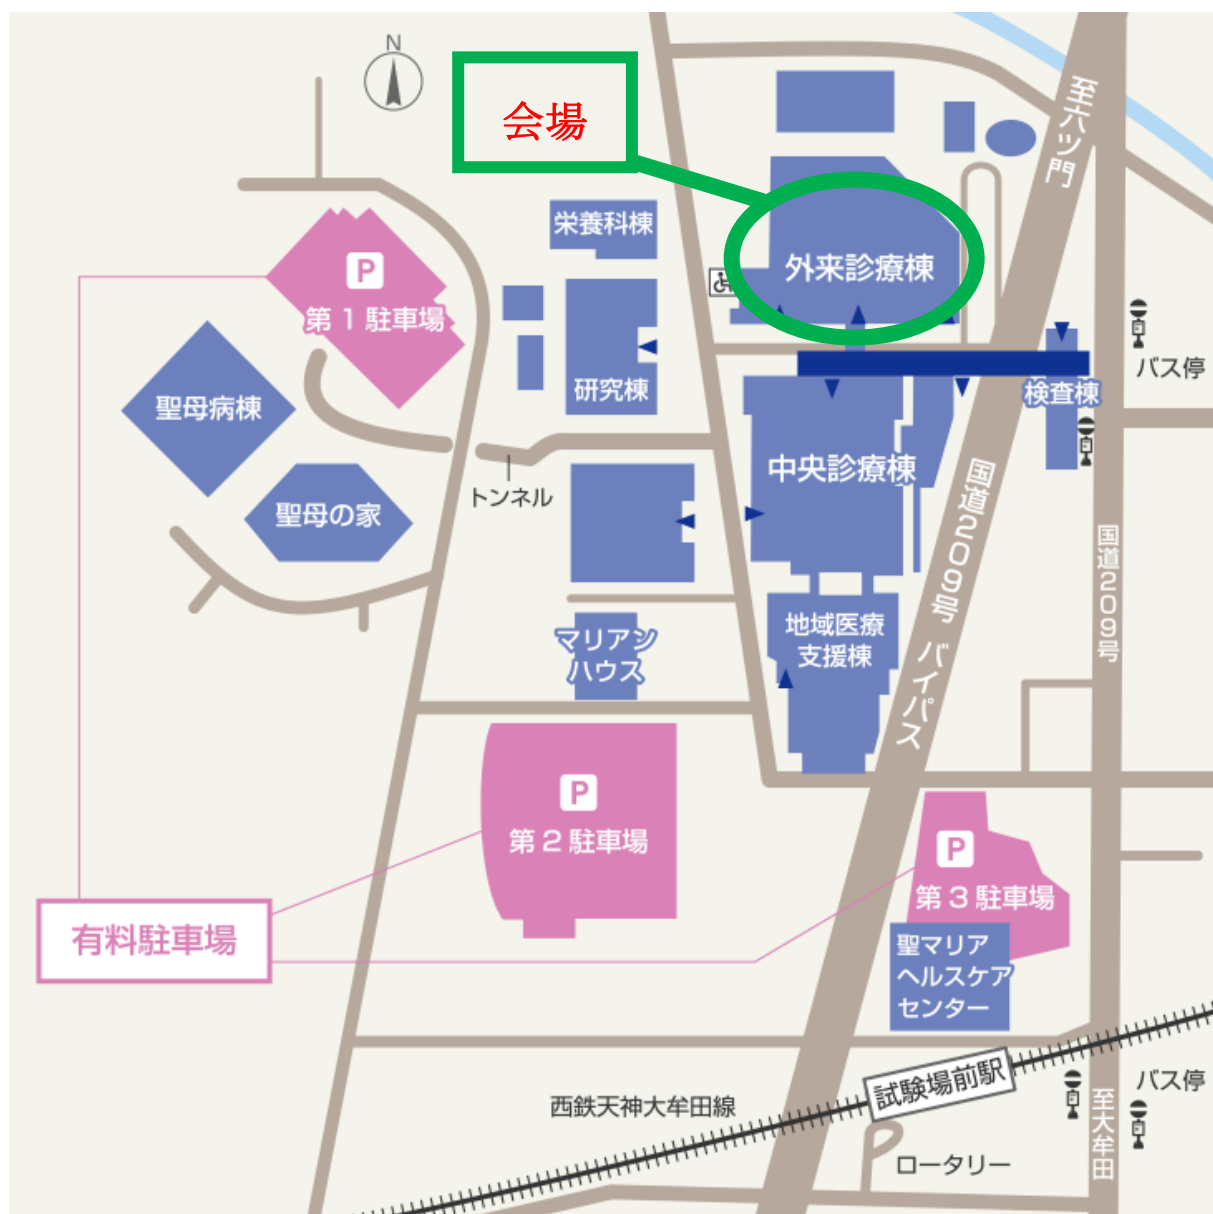 N
会場
至六ツ門
栄養科棟
外来診療棟
P
第1駐車場
バス停
研究棟
検査棟
聖母病棟
中央診療棟
トンネル
聖母の家
国道209号 バイパス
国道209号
地域医療
支援棟
マリアン
ハウス
P
第2駐車場
P
第3駐車場
有料駐車場
聖マリア
ヘルスケア
センター
試験場前駅
西鉄天神大牟田線
バス停
至大牟田
ロータリー